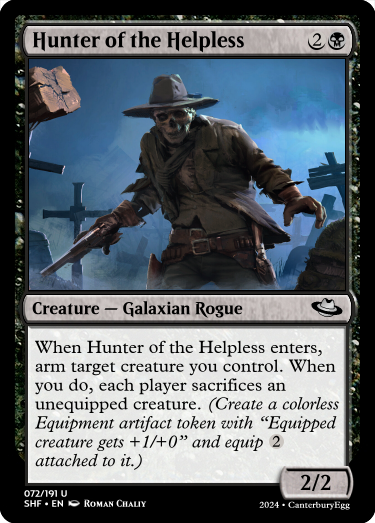 Hunter of the Helpless 2
Creature — Galaxian Rogue
When Hunter of the Helpless enters,
arm target creature you control. When
you do, each player sacrifices an
unequipped creature. (Create a colorless
Equipment artifact token with “Equipped
creature gets +1/+0” and equip 2
attached to it.)
2/2
072/191 U
SHF • EN ROMAN CHALIY
2024 • CanterburyEgg